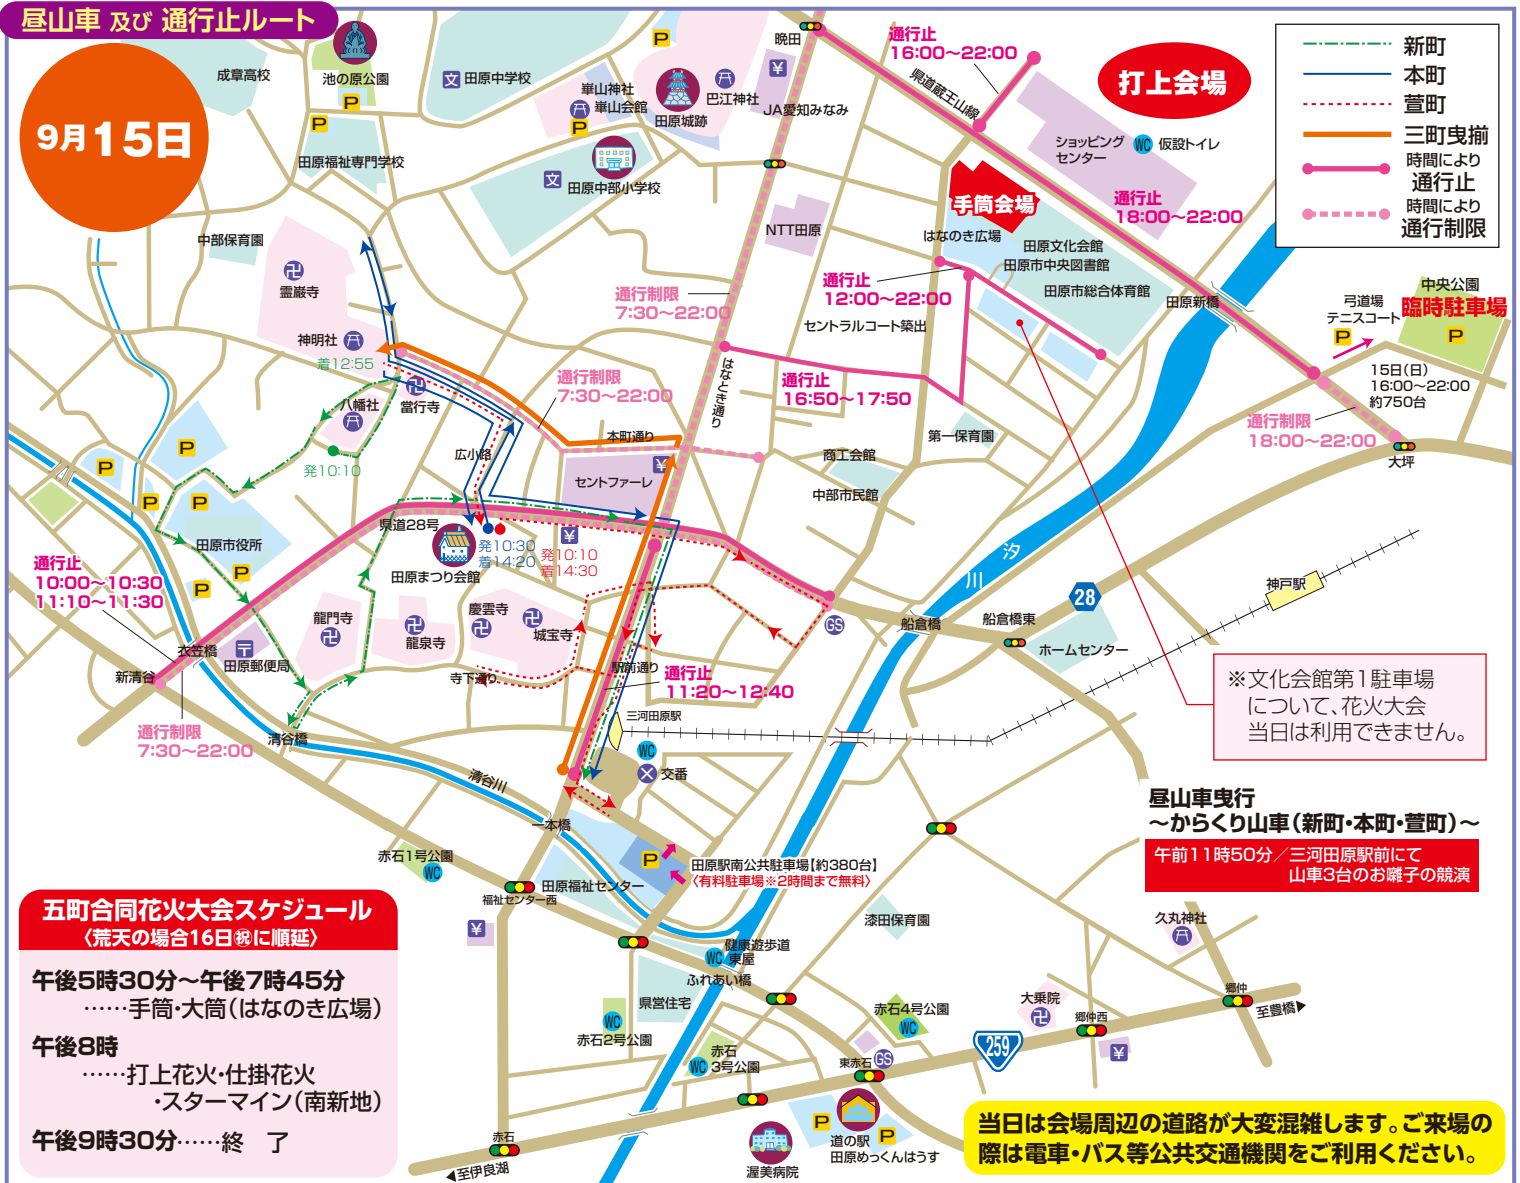 昼山車 及び 通行止ルート
9月15日
成章高校
池の原公園
P
P
文 田原中学校
田原福祉専門学校
崋山神社
崋山会館
P
P
田原城跡
巴江神社
¥
JA愛知みなみ
晩田
文 田原中部小学校
通行止
16:00〜22:00
県道蔵王山線
打上会場
ショッピング
センター
WC 仮設トイレ
通行止
18:00〜22:00
新町
本町
萱町
三町曳揃
時間により
通行止
時間により
通行制限
手筒会場
はなのき広場
田原文化会館
田原市中央図書館
田原市総合体育館
田原新橋
NTT田原
通行止
12:00〜22:00
セントラルコート築出
通行制限
7:30〜22:00
中部保育園
霊巌寺
神明社
着12:55
八幡社
當行寺
発10:10
通行制限
7:30〜22:00
本町通り
広小路
はなとき通り
通行止
16:50〜17:50
第一保育園
商工会館
中部市民館
中央公園
臨時駐車場
P
弓道場
テニスコート
P
15日(日)
16:00〜22:00
約750台
通行制限
18:00〜22:00
大坪
¥
セントファーレ
P
P
P
P
P
P
田原市役所
県道28号
田原まつり会館
発10:30
着14:20
¥
発10:10
着14:30
通行止
10:00〜10:30
11:10〜11:30
龍門寺
龍泉寺
慶雲寺
城宝寺
寺下通り
駅前通り
通行止
11:20〜12:40
GS
汐
川
船倉橋
船倉橋東
28
神戸駅
ホームセンター
衣笠橋
新清谷
〒
田原郵便局
通行制限
7:30〜22:00
清谷橋
清谷川
三河田原駅
WC
交番
※文化会館第1駐車場
について、花火大会
当日は利用できません。
昼山車曳行
〜からくり山車(新町・本町・萱町)〜
午前11時50分/三河田原駅前にて
山車3台のお囃子の競演
一本橋
赤石1号公園
WC
福祉センター西
田原福祉センター
P
田原駅南公共駐車場【約380台】
〈有料駐車場※2時間まで無料〉
¥
漆田保育園
久丸神社
健康遊歩道
WC 東屋
ふれあい橋
県営住宅
WC
赤石2号公園
WC
赤石
3号公園
赤石4号公園
WC
大乗院
郷仲西
郷仲
至豊橋▶
¥
259
東赤石
GS
P
P
道の駅
田原めっくんはうす
渥美病院
赤石
◀至伊良湖
五町合同花火大会スケジュール
〈荒天の場合16日㊗に順延〉
午後5時30分〜午後7時45分
……手筒・大筒(はなのき広場)
午後8時
……打上花火・仕掛花火
・スターマイン(南新地)
午後9時30分……終 了
当日は会場周辺の道路が大変混雑します。ご来場の
際は電車・バス等公共交通機関をご利用ください。